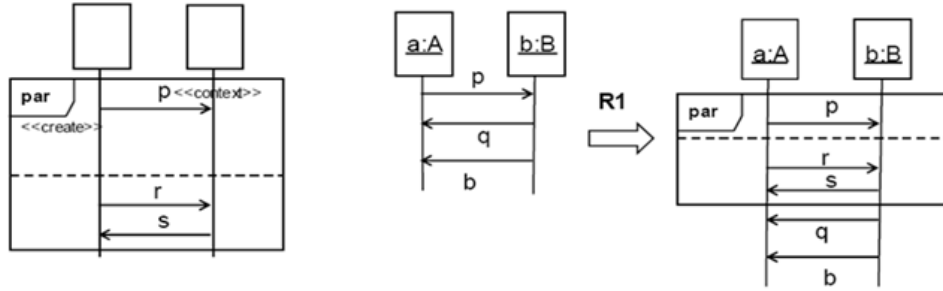 p<<context>>
par
<<create>>
r
s
a:A
b:B
p
q
b
R1
a:A
b:B
par
p
r
s
q
b